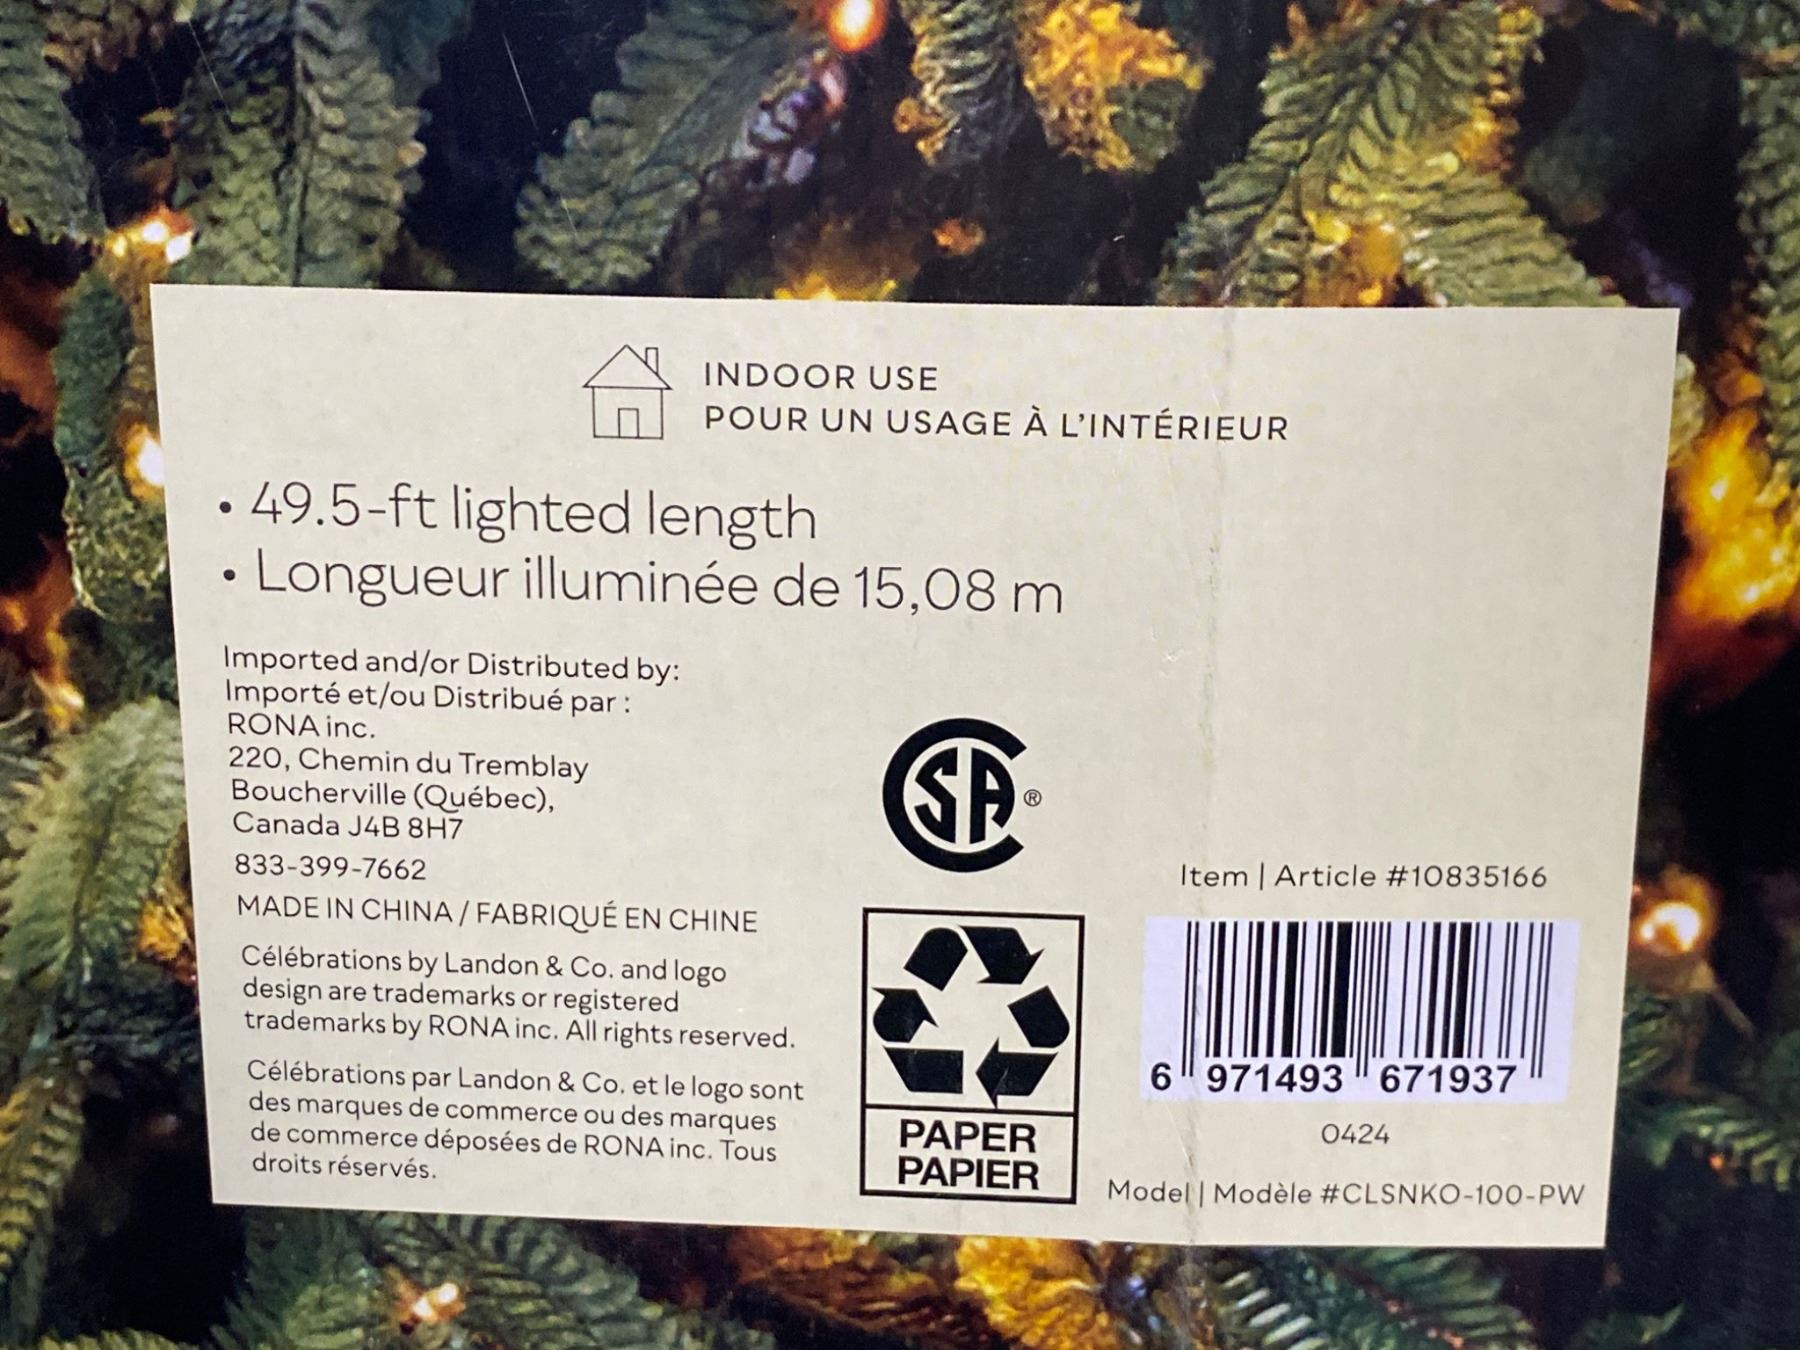 INDOOR USE
POUR UN USAGE À L'INTÉRIEUR
• 49.5-ft lighted length
• Longueur illuminée de 15,08 m
Imported and/or Distributed by:
Importé et/ou Distribué par :
RONA inc.
220, Chemin du Tremblay
Boucherville (Québec),
Canada J4B 8H7
833-399-7662
MADE IN CHINA / FABRIQUÉ EN CHINE
Célébrations by Landon & Co. and logo
design are trademarks or registered
trademarks by RONA inc. All rights reserved.
Célébrations par Landon & Co. et le logo sont
des marques de commerce ou des marques
de commerce déposées de RONA inc. Tous
droits réservés.
CSA ®
PAPER
PAPIER
Item | Article #10835166
6 971493 671937
0424
Model | Modèle #CLSNKO-100-PW